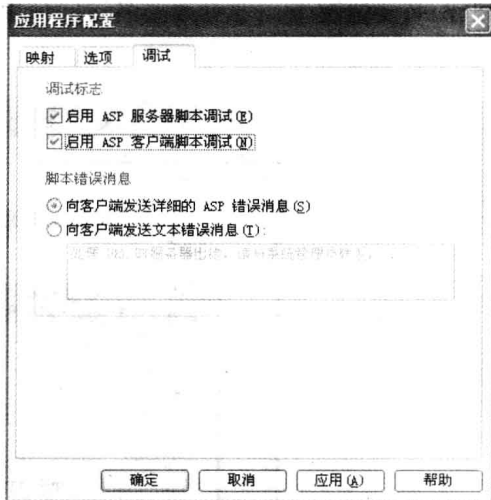 应用程序配置
映射 选项 调试
调试标志
启用 ASP 服务器脚本调试(E)
启用 ASP 客户端脚本调试(N)
脚本错误消息
向客户端发送详细的 ASP 错误消息(S)
向客户端发送文本错误消息(T):
确定 取消 应用(A) 帮助